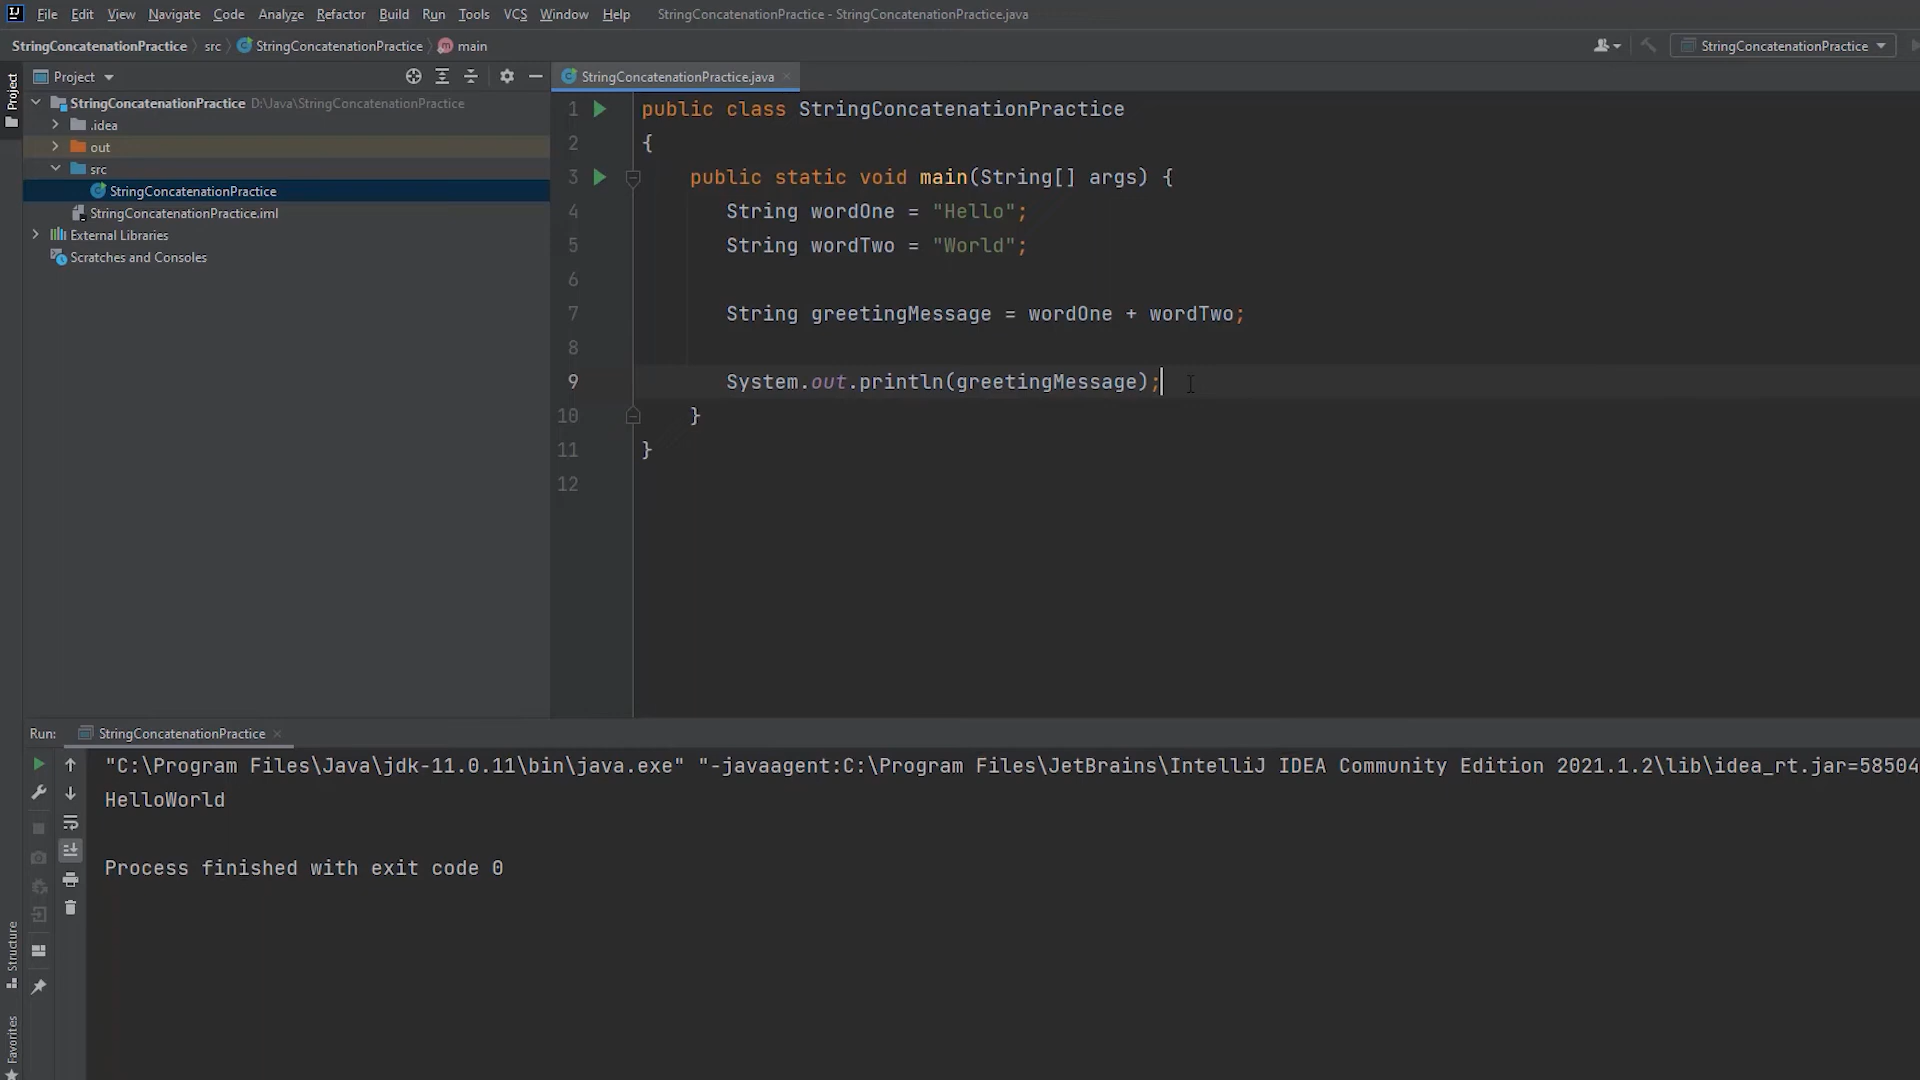 File Edit View Navigate Code Analyze Refactor Build Run Tools VCS Window Help StringConcatenationPractice - StringConcatenationPractice.java
StringConcatenationPractice src StringConcatenationPractice main StringConcatenationPractice
Project
Project
StringConcatenationPractice.java
StringConcatenationPractice D:\Java\StringConcatenationPractice
.idea
out
src
StringConcatenationPractice
StringConcatenationPractice.iml
External Libraries
Scratches and Consoles
1 public class StringConcatenationPractice
2 {
3 public static void main(String[] args) {
4 String wordOne = "Hello";
5 String wordTwo = "World";
6
7 String greetingMessage = wordOne + wordTwo;
8
9 System.out.println(greetingMessage);
10 }
11 }
12
Run: StringConcatenationPractice
"C:\Program Files\Java\jdk-11.0.11\bin\java.exe" "-javaagent:C:\Program Files\JetBrains\IntelliJ IDEA Community Edition 2021.1.2\lib\idea_rt.jar=58504
HelloWorld
Process finished with exit code 0
Structure
Favorites